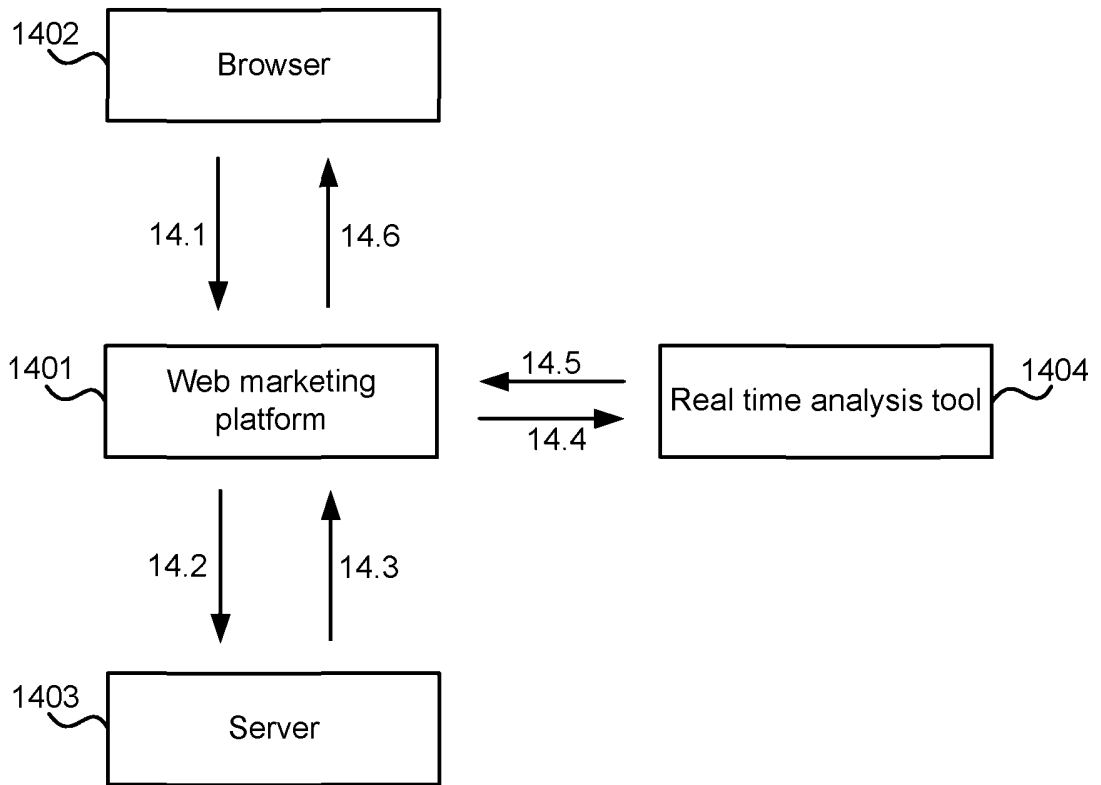 1402
Browser
14.1
14.6
1401
Web marketing
platform
14.5
14.4
Real time analysis tool
1404
14.2
14.3
1403
Server